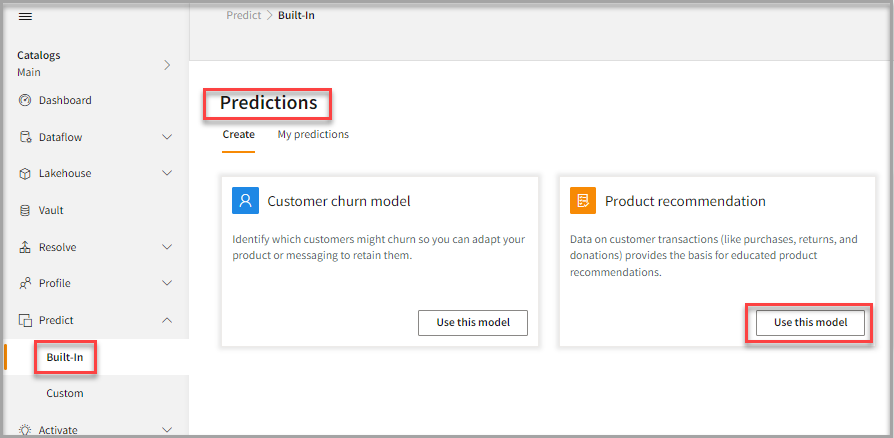 Predict > Built-In
Catalogs
Main
Dashboard
Dataflow
Lakehouse
Vault
Resolve
Profile
Predict
Built-In
Custom
Activate
Predictions
Create My predictions
Customer churn model
Identify which customers might churn so you can adapt your
product or messaging to retain them.
Use this model
Product recommendation
Data on customer transactions (like purchases, returns, and
donations) provides the basis for educated product
recommendations.
Use this model